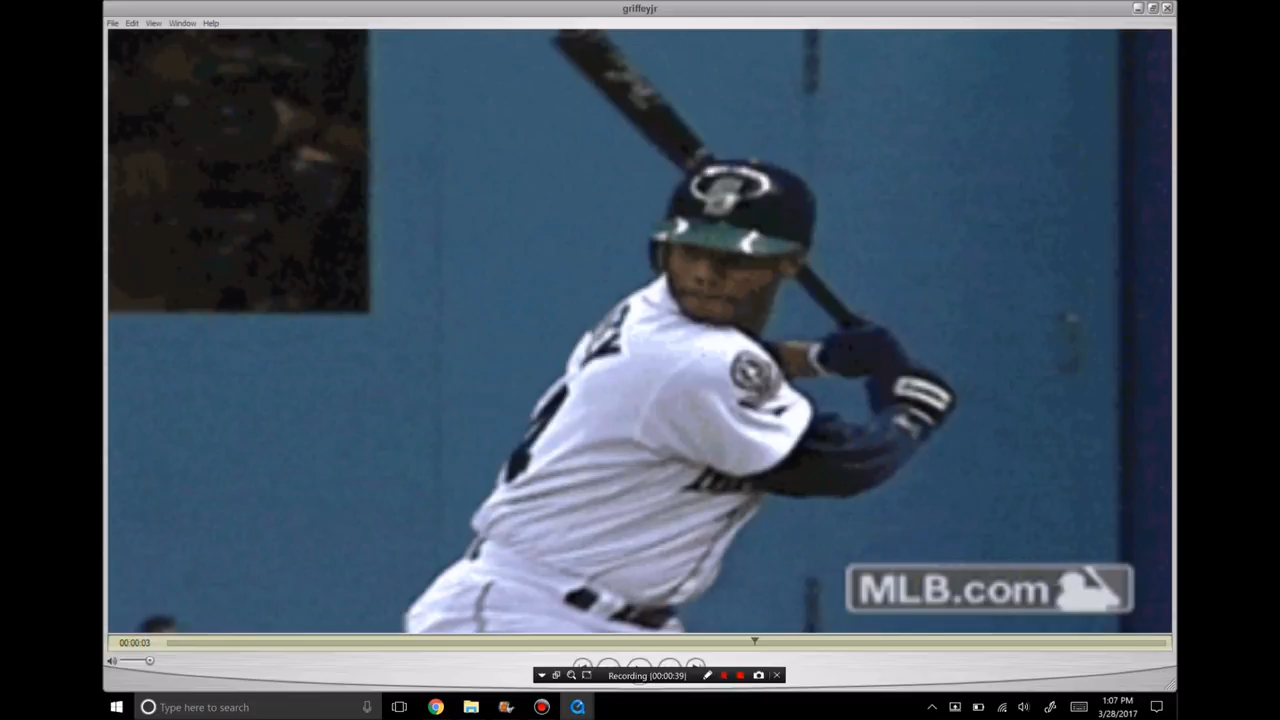 griffeyjr
File Edit View Window Help
MLB.com
00:00:03
Recording [00:00:39]
Type here to search
1:07 PM
3/28/2017